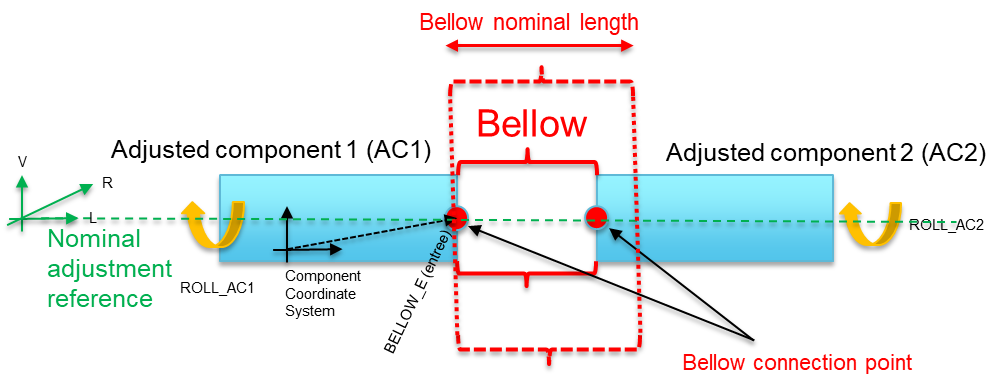 Bellow nominal length
Bellow
Adjusted component 1 (AC1)
Adjusted component 2 (AC2)
V
R
L
Nominal
adjustment
reference
ROLL_AC1
Component
Coordinate
System
BELLOW_E (entree)
ROLL_AC2
Bellow connection point